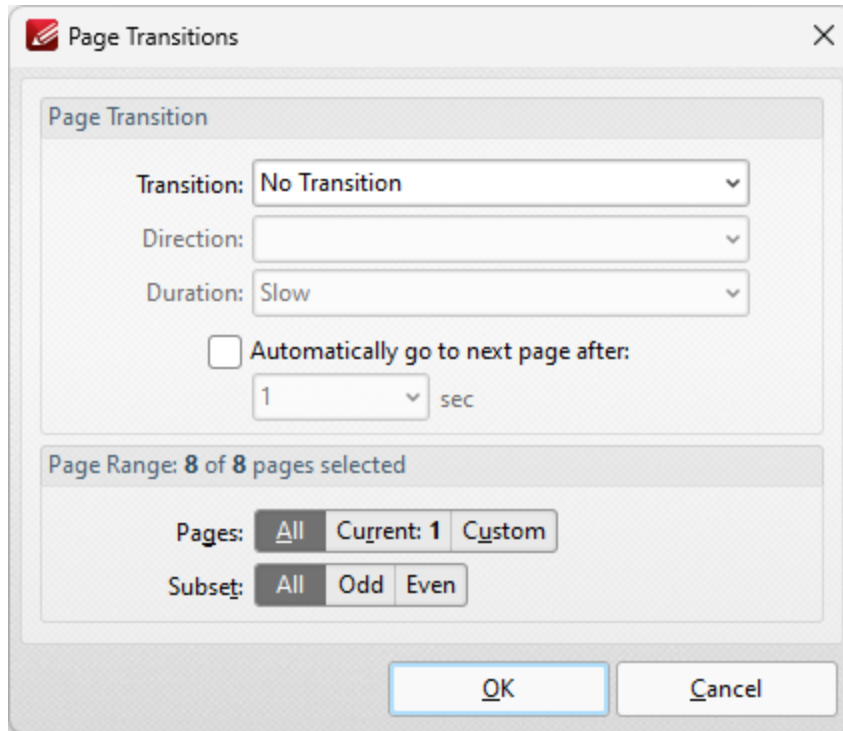 Page Transitions
Page Transition
Transition: No Transition
Direction:
Duration: Slow
Automatically go to next page after:
1 sec
Page Range: 8 of 8 pages selected
Pages: All Current: 1 Custom
Subset: All Odd Even
OK Cancel